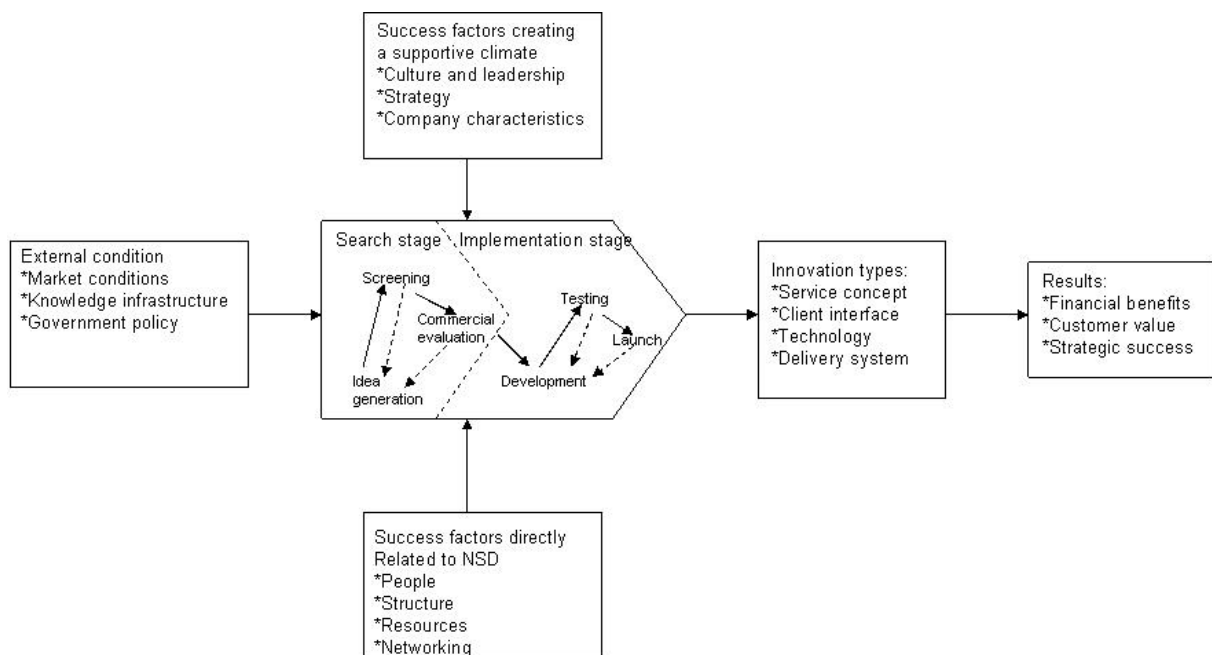 Success factors creating
a supportive climate
*Culture and leadership
*Strategy
*Company characteristics
External condition
*Market conditions
*Knowledge infrastructure
*Government policy
Search stage
Screening
Commercial
evaluation
Idea
generation
Implementation stage
Testing
Launch
Development
Innovation types:
*Service concept
*Client interface
*Technology
*Delivery system
Results:
*Financial benefits
*Customer value
*Strategic success
Success factors directly
Related to NSD
*People
*Structure
*Resources
*Networking